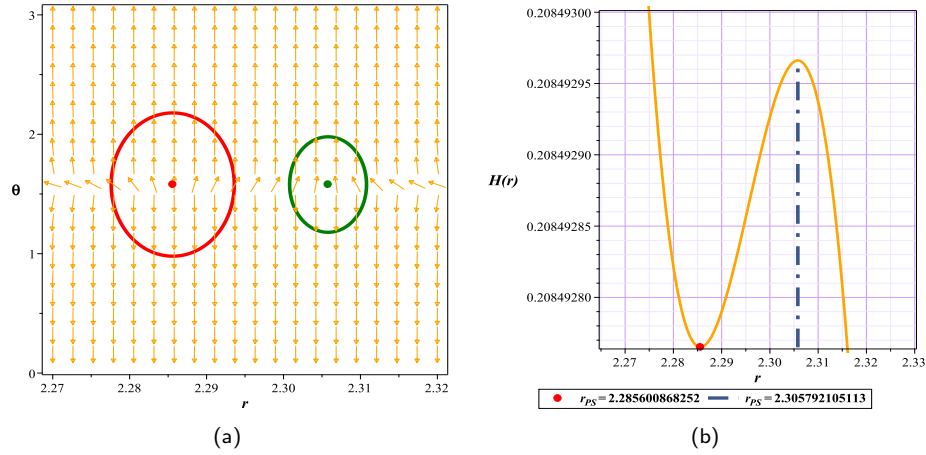 3
2
θ
1
0
2.27 2.28 2.29 2.30 2.31 2.32
r
(a)
0.20849300
0.20849295
0.20849290
H(r)
0.20849285
0.20849280
2.27 2.28 2.29 2.30 2.31 2.32 2.33
r
r_PS = 2.285600868252 r_PS = 2.305792105113
(b)